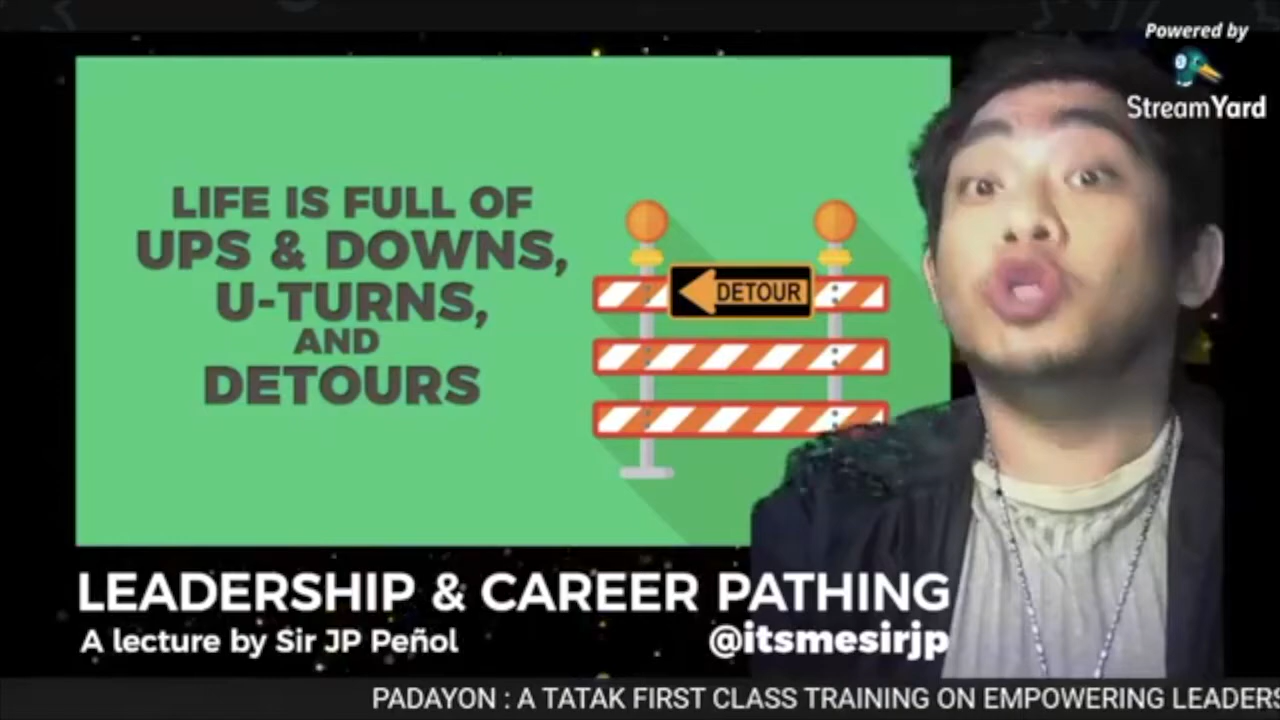 Powered by
StreamYard
LIFE IS FULL OF
UPS & DOWNS,
U-TURNS,
AND
DETOURS
DETOUR
LEADERSHIP & CAREER PATHING
A lecture by Sir JP Peñol
@itsmesirjp
PADAYON : A TATAK FIRST CLASS TRAINING ON EMPOWERING LEADERS